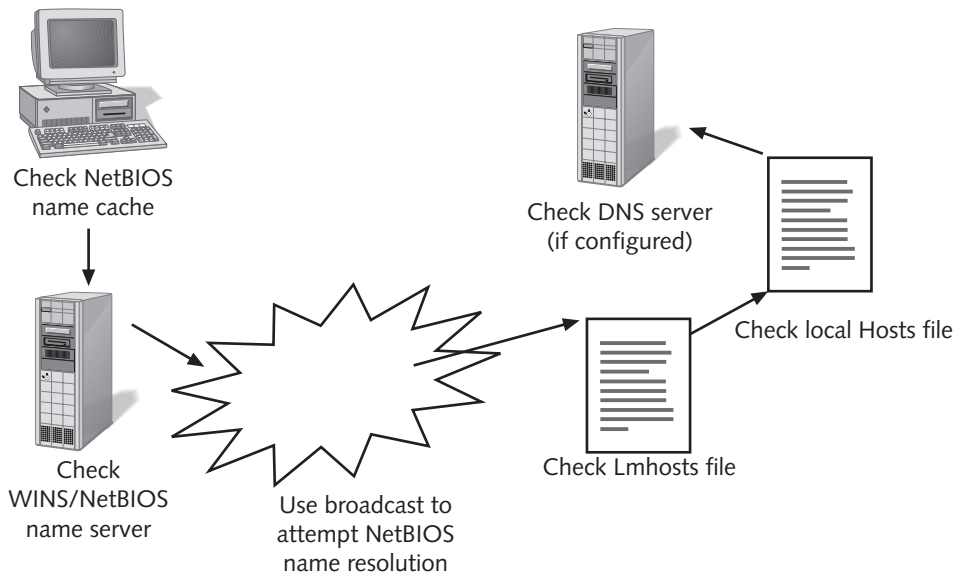 Check NetBIOS
name cache
Check
WINS/NetBIOS
name server
Use broadcast to
attempt NetBIOS
name resolution
Check Lmhosts file
Check local Hosts file
Check DNS server
(if configured)